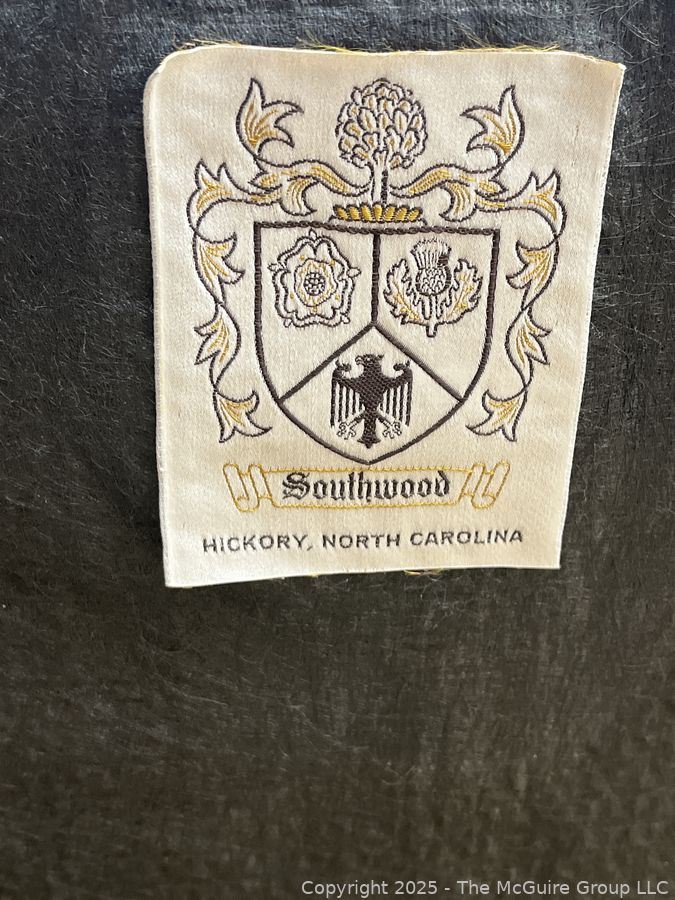 Southwood
HICKORY, NORTH CAROLINA
Copyright 2025 - The McGuire Group LLC